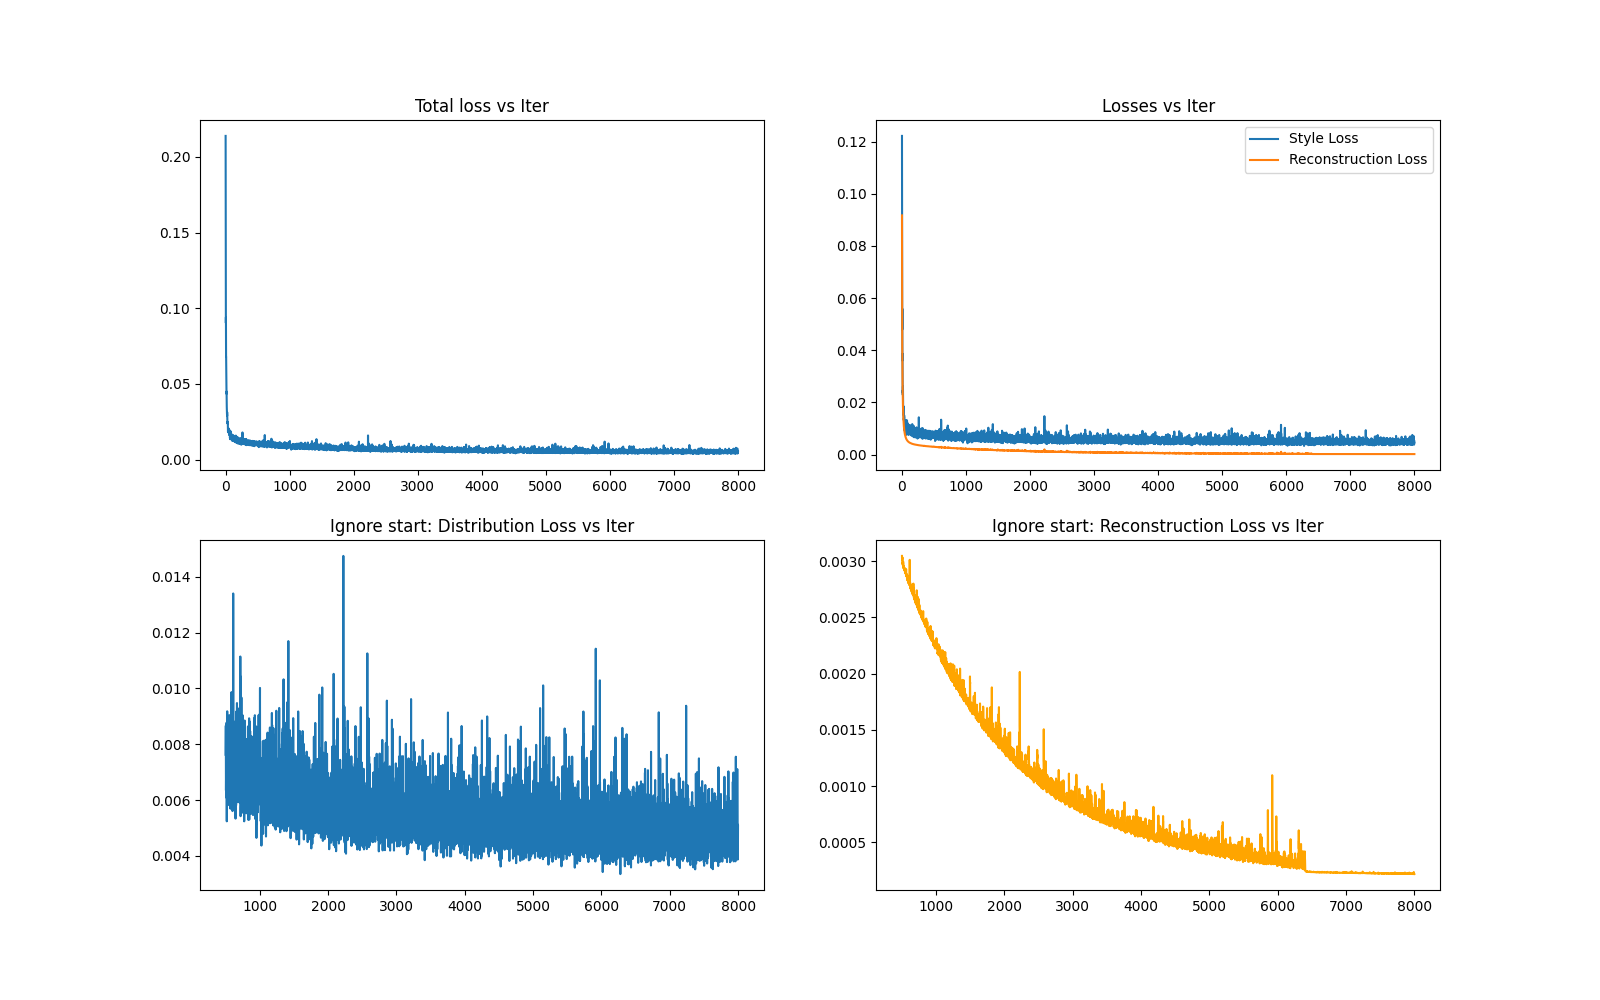 Total loss vs Iter
0.20
0.15
0.10
0.05
0.00
0 1000 2000 3000 4000 5000 6000 7000 8000
Losses vs Iter
Style Loss
Reconstruction Loss
0.12
0.10
0.08
0.06
0.04
0.02
0.00
0 1000 2000 3000 4000 5000 6000 7000 8000
Ignore start: Distribution Loss vs Iter
0.014
0.012
0.010
0.008
0.006
0.004
1000 2000 3000 4000 5000 6000 7000 8000
Ignore start: Reconstruction Loss vs Iter
0.0030
0.0025
0.0020
0.0015
0.0010
0.0005
1000 2000 3000 4000 5000 6000 7000 8000